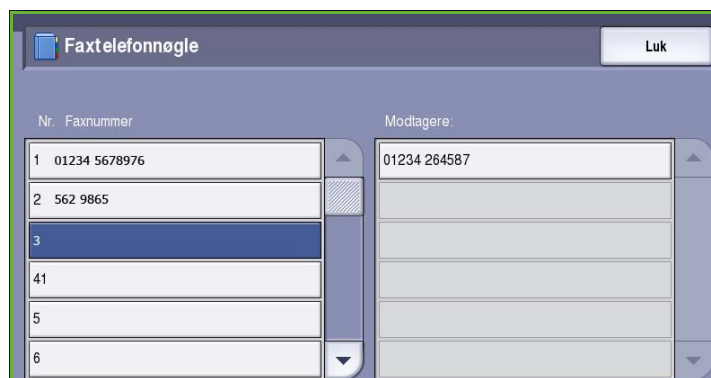 Faxtelefonnøgle
Luk
Nr. Faxnummer
Modtagere:
1 01234 5678976
01234 264587
2 562 9865
3
41
5
6